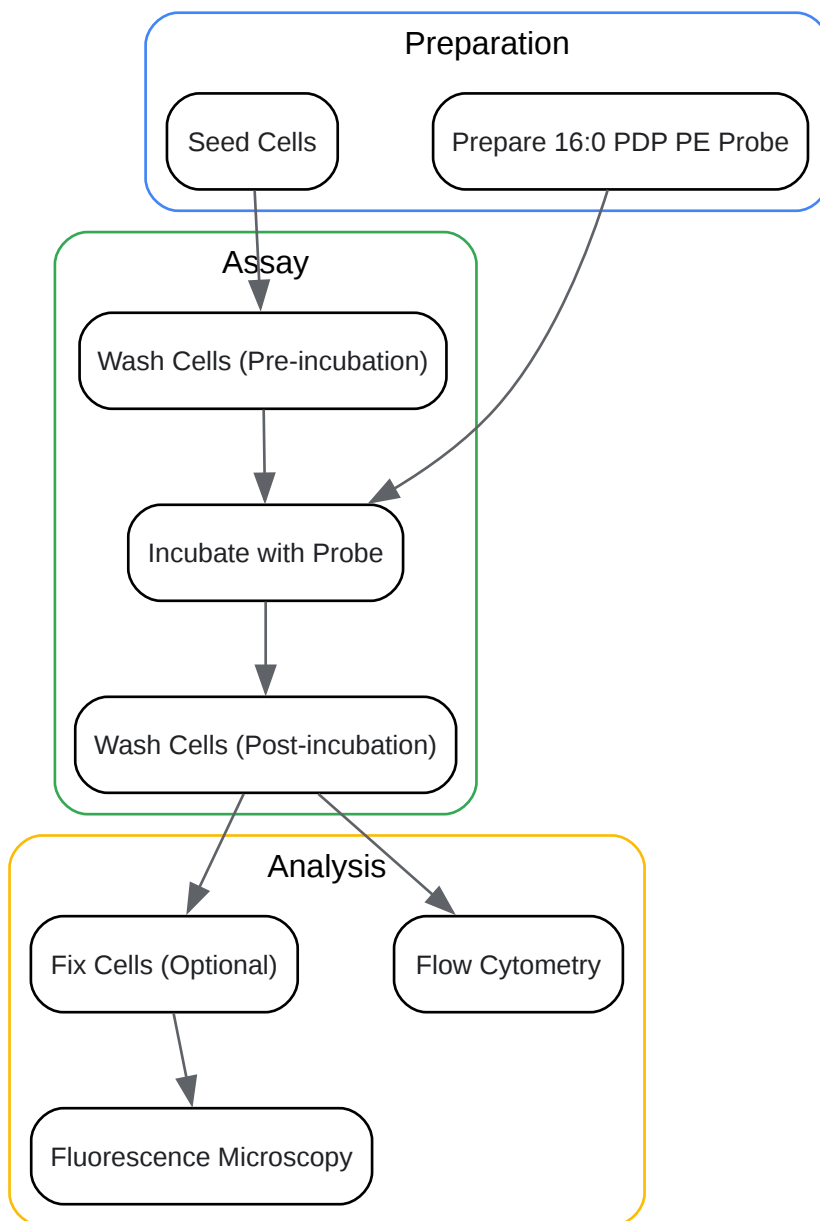 Preparation
Seed Cells
Prepare 16:0 PDP PE Probe
Assay
Wash Cells (Pre-incubation)
Incubate with Probe
Wash Cells (Post-incubation)
Analysis
Fix Cells (Optional)
Flow Cytometry
Fluorescence Microscopy